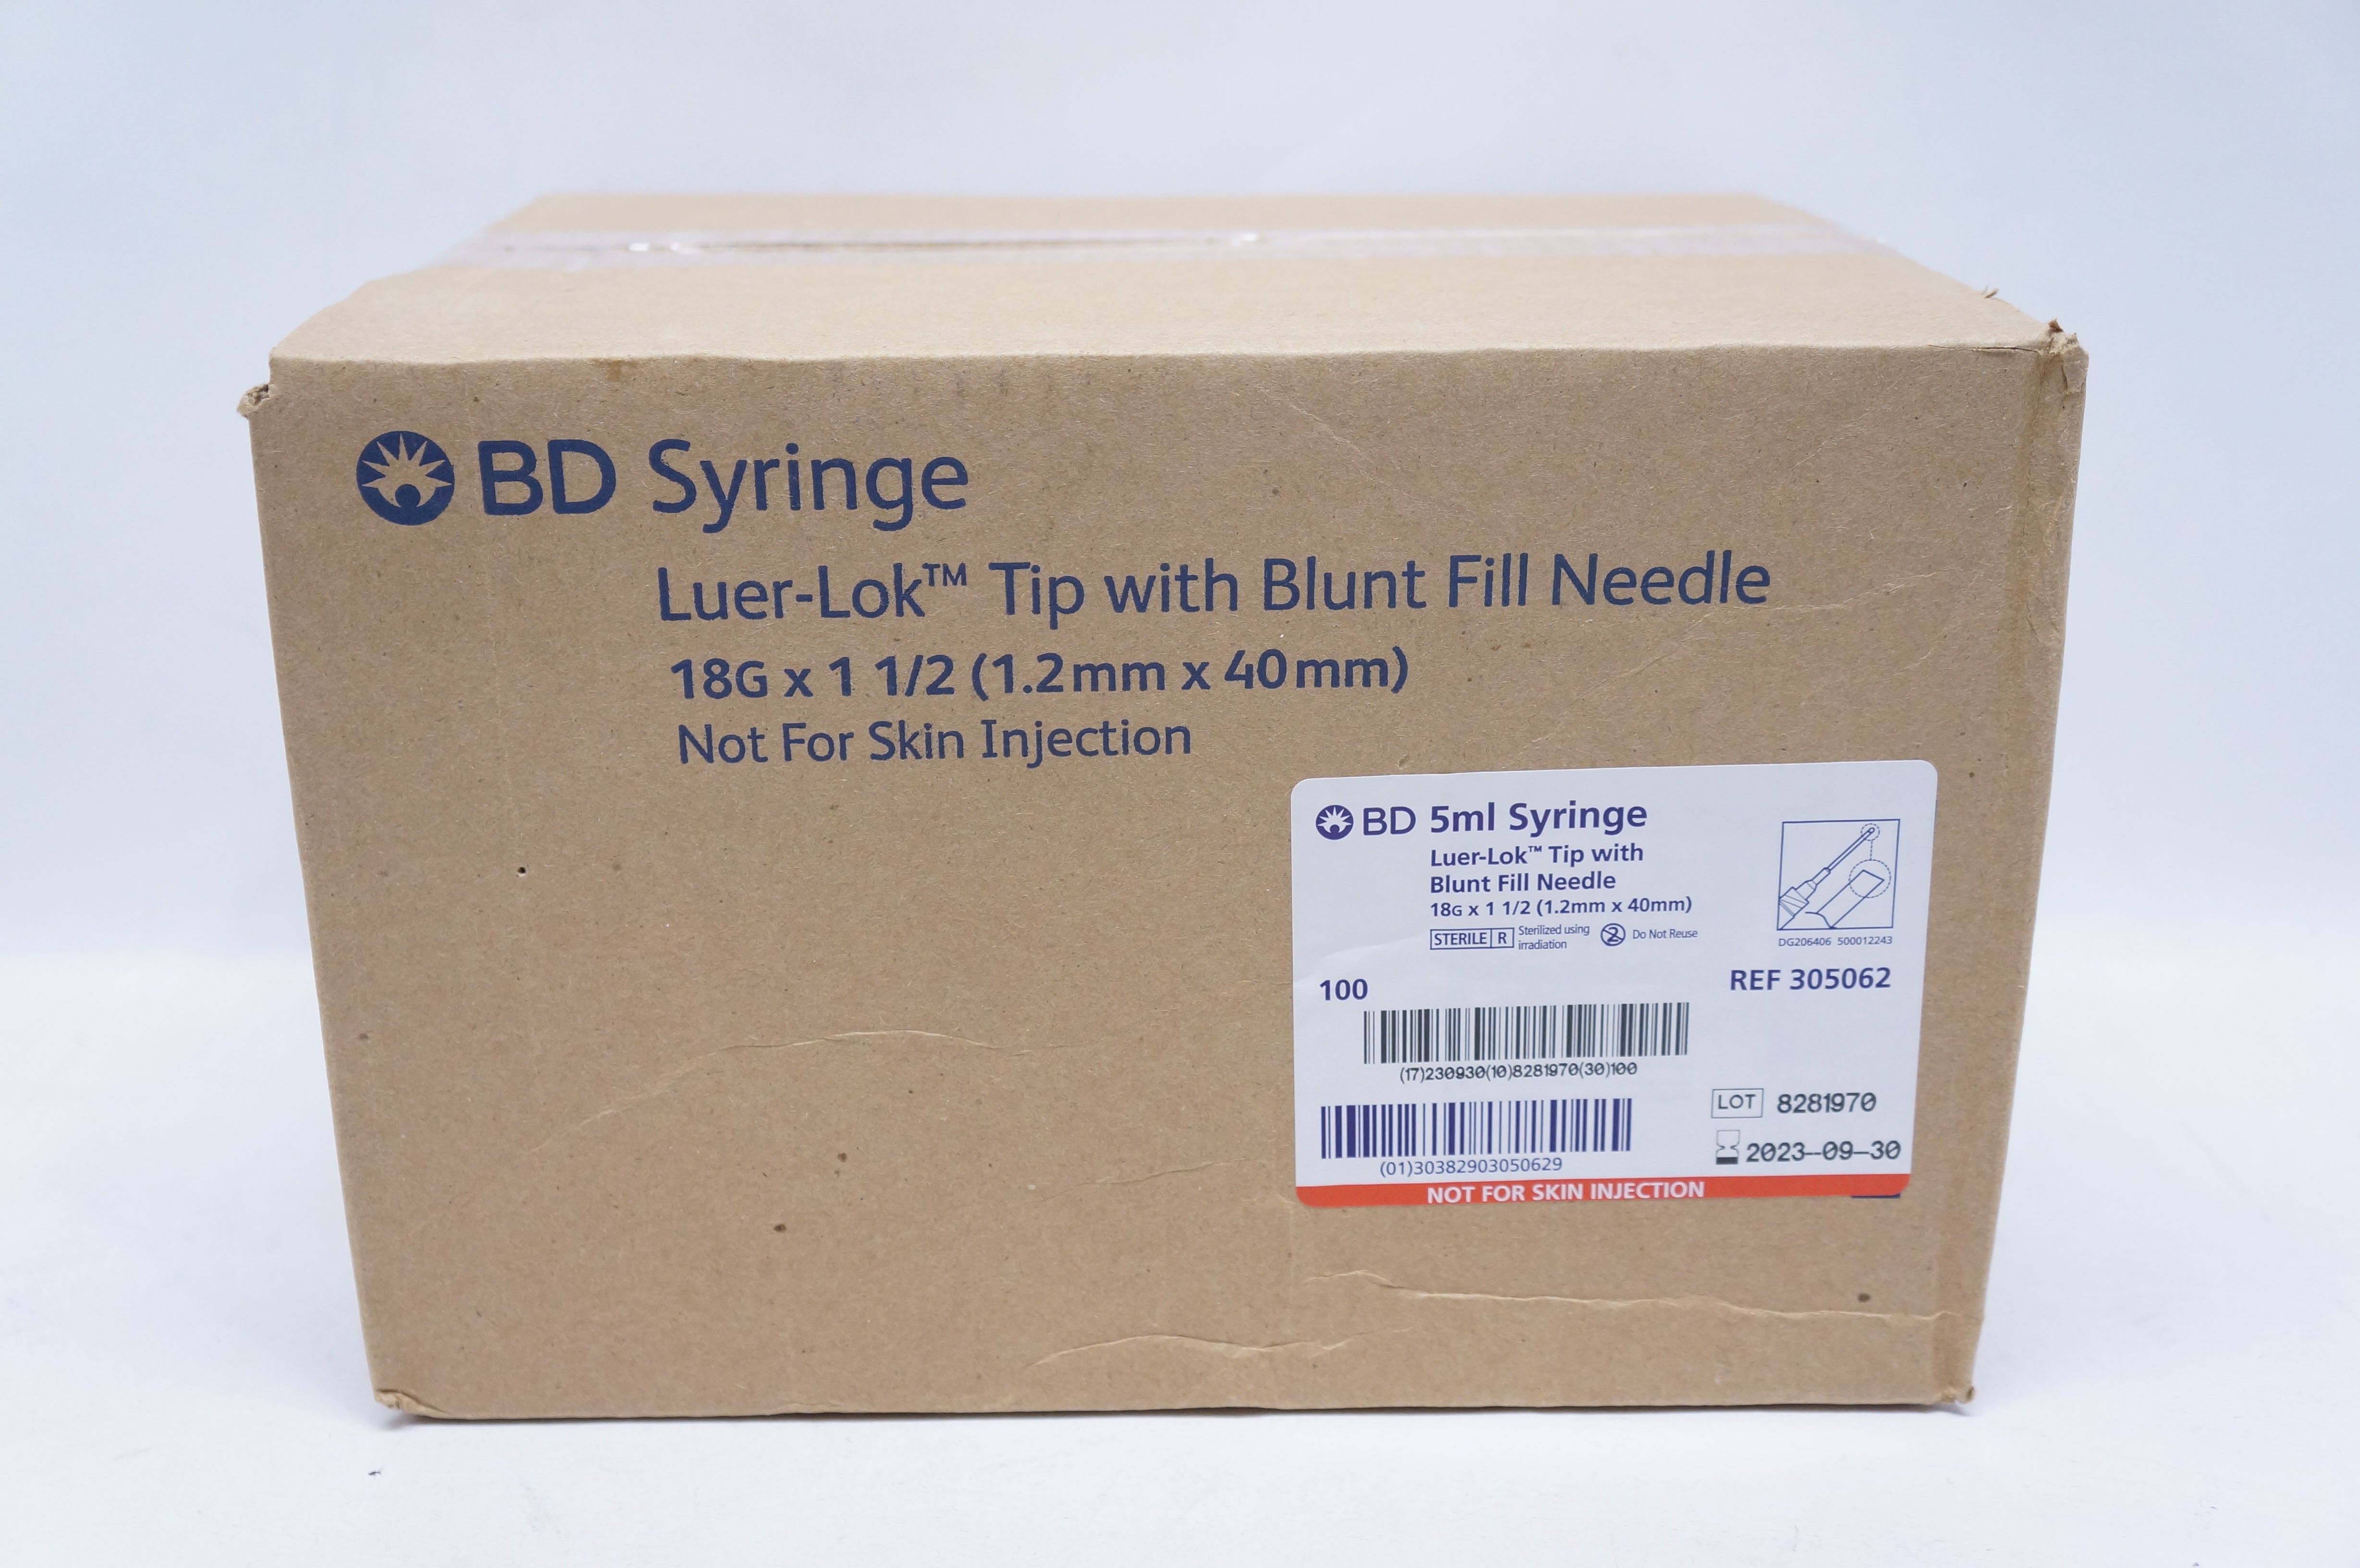 BD Syringe
Luer-Lok™ Tip with Blunt Fill Needle
18G x 1 1/2 (1.2mm x 40mm)
Not For Skin Injection
BD 5ml Syringe
Luer-Lok™ Tip with
Blunt Fill Needle
18G x 1 1/2 (1.2mm x 40mm)
STERILE R Sterilized using irradiation
2 Do Not Reuse
DG206406 500012243
100
REF 305062
(17)230930(10)8281970(30)100
LOT 8281970
2023-09-30
(01)30382903050629
NOT FOR SKIN INJECTION